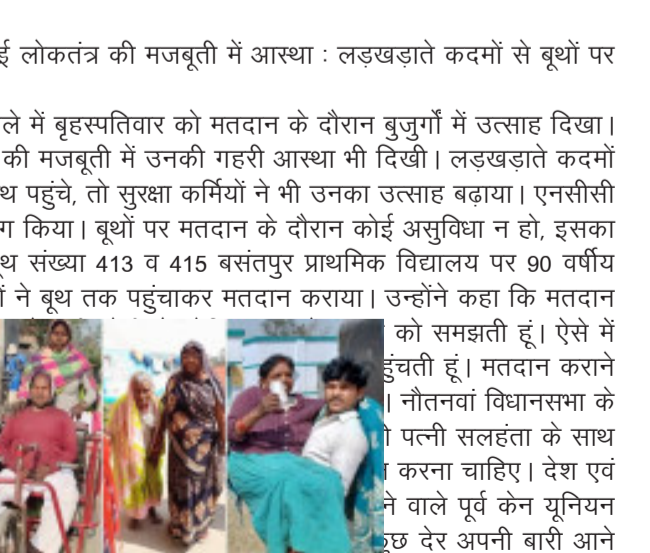 लोकतंत्र की मजबूती में आस्था : लड़खड़ाते कदमों से बूथों पर
में बृहस्पतिवार को मतदान के दौरान बुजुर्गों में उत्साह दिखा।
की मजबूती में उनकी गहरी आस्था भी दिखी। लड़खड़ाते कदमों
पहुंचे, तो सुरक्षा कर्मियों ने भी उनका उत्साह बढ़ाया। एनसीसी
किया। बूथों पर मतदान के दौरान कोई असुविधा न हो, इसका
संख्या 413 व 415 बसंतपुर प्राथमिक विद्यालय पर 90 वर्षीय
ने बूथ तक पहुंचाकर मतदान कराया। उन्होंने कहा कि मतदान
को समझती हूं। ऐसे में
हूं। मतदान कराने
। नौतनवां विधानसभा के
पत्नी सलहंता के साथ
करना चाहिए। देश एवं
वाले पूर्व केन यूनियन
देर अपनी बारी आने